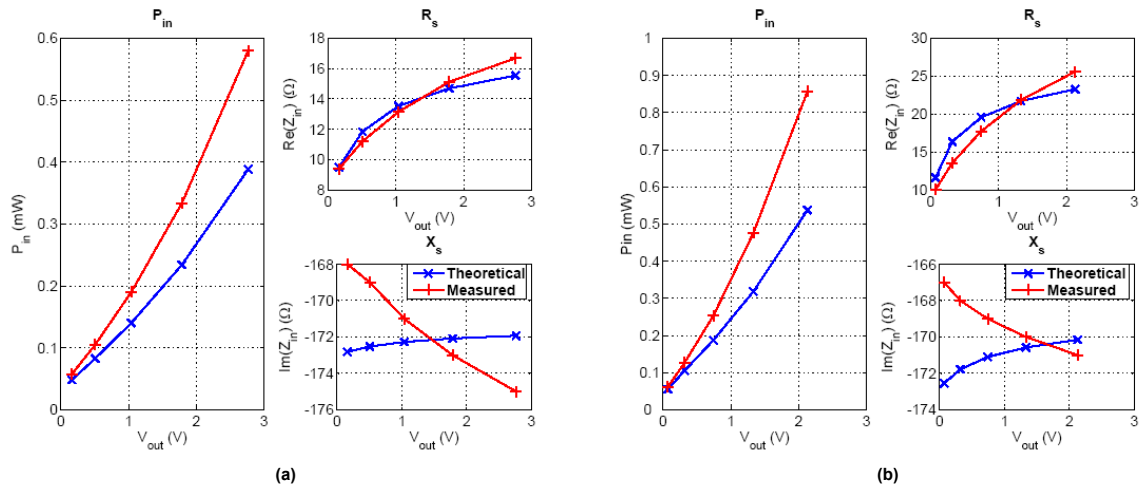 P_in
0.6
0.5
0.4
0.3
0.2
0.1
0
0 1 2 3
P_in (mW)
V_out (V)
R_s
18
16
14
12
10
8
0 1 2 3
Re(Z_in) (Ω)
V_out (V)
X_s
-168
-170
-172
-174
-176
0 1 2 3
Im(Z_in) (Ω)
V_out (V)
Theoretical
Measured
(a)
P_in
1
0.9
0.8
0.7
0.6
0.5
0.4
0.3
0.2
0.1
0
0 1 2 3
Pin (mW)
V_out (V)
R_s
30
25
20
15
10
0 1 2 3
Re(Z_in) (Ω)
V_out (V)
X_s
-166
-168
-170
-172
-174
0 1 2 3
Im(Z_in) (Ω)
V_out (V)
Theoretical
Measured
(b)